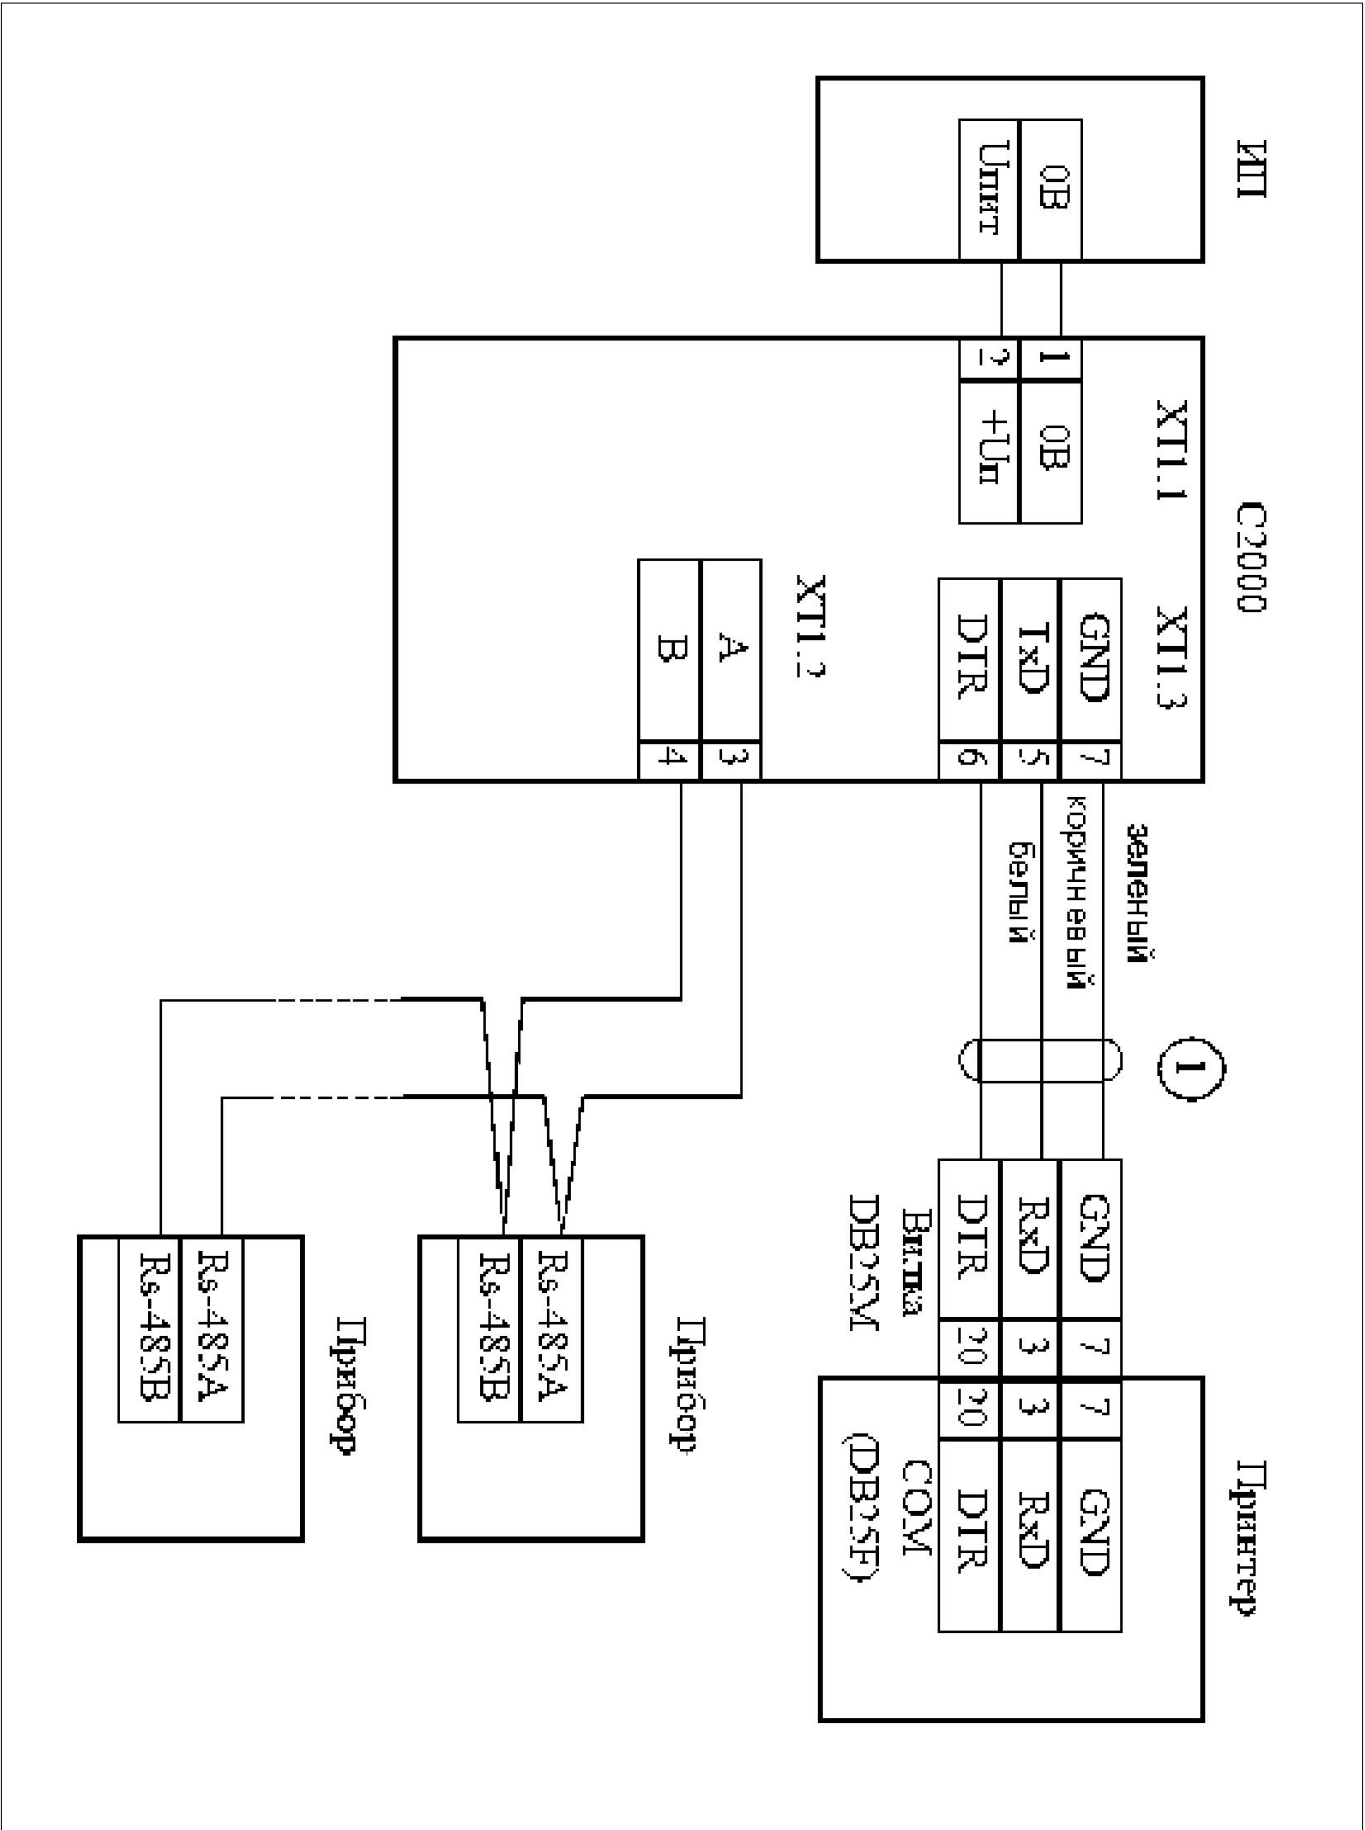 ИП
С2000
Принтер
XT1.1
XT1.3
зеленый
1
0В
1
0В
GND
7
коричневый
GND
7
7
GND
Uпит
2
+Uп
TxD
5
белый
RxD
3
3
RxD
DTR
6
DTR
20
20
DTR
Вилка
DB25M
COM
(DB25F)
XT1.2
A
3
B
4
Прибор
Rs-485A
Rs-485B
Прибор
Rs-485A
Rs-485B